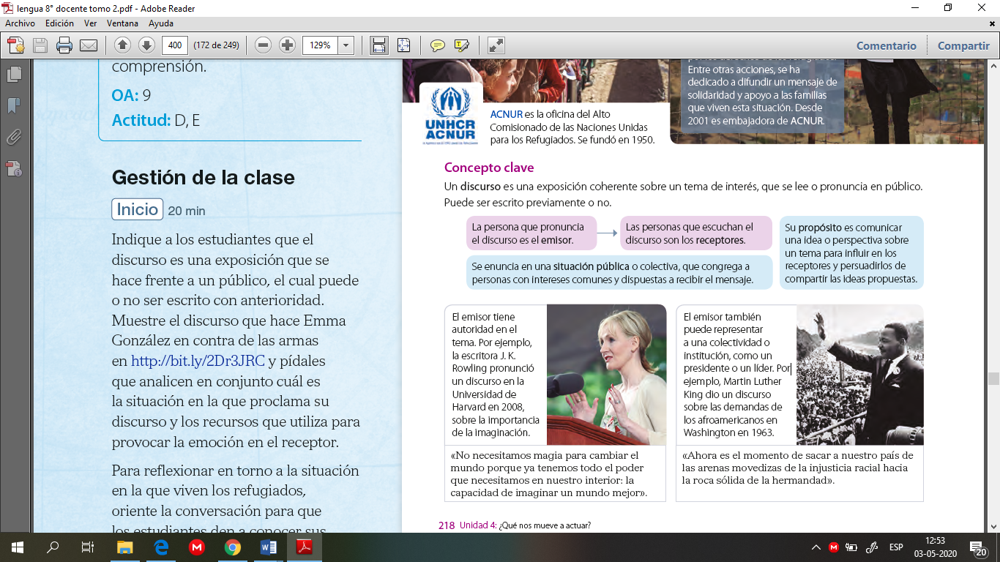 lengua 8° docente tomo 2.pdf - Adobe Reader
Archivo Edición Ver Ventana Ayuda
400 (172 de 249) 129% Comentario Compartir
comprensión.
OA: 9
Actitud: D, E
Gestión de la clase
Inicio 20 min
Indique a los estudiantes que el
discurso es una exposición que se
hace frente a un público, el cual puede
o no ser escrito con anterioridad.
Muestre el discurso que hace Emma
González en contra de las armas
en http://bit.ly/2Dr3JRC y pídales
que analicen en conjunto cuál es
la situación en la que proclama su
discurso y los recursos que utiliza para
provocar la emoción en el receptor.
Para reflexionar en torno a la situación
en la que viven los refugiados,
oriente la conversación para que
los estudiantes den a conocer sus
UNHCR
ACNUR
ACNUR es la oficina del Alto
Comisionado de las Naciones Unidas
para los Refugiados. Se fundó en 1950.
por los derechos de los refugiados.
Entre otras acciones, se ha
dedicado a difundir un mensaje de
solidaridad y apoyo a las familias
que viven esta situación. Desde
2001 es embajadora de ACNUR.
Concepto clave
Un discurso es una exposición coherente sobre un tema de interés, que se lee o pronuncia en público.
Puede ser escrito previamente o no.
La persona que pronuncia
el discurso es el emisor.
Las personas que escuchan el
discurso son los receptores.
Se enuncia en una situación pública o colectiva, que congrega a
personas con intereses comunes y dispuestas a recibir el mensaje.
Su propósito es comunicar
una idea o perspectiva sobre
un tema para influir en los
receptores y persuadirlos de
compartir las ideas propuestas.
El emisor tiene
autoridad en el
tema. Por ejemplo,
la escritora J. K.
Rowling pronunció
un discurso en la
Universidad de
Harvard en 2008,
sobre la importancia
de la imaginación.
«No necesitamos magia para cambiar el
mundo porque ya tenemos todo el poder
que necesitamos en nuestro interior: la
capacidad de imaginar un mundo mejor».
El emisor también
puede representar
a una colectividad o
institución, como un
presidente o un líder. Por
ejemplo, Martin Luther
King dio un discurso
sobre las demandas de
los afroamericanos en
Washington en 1963.
«Ahora es el momento de sacar a nuestro país de
las arenas movedizas de la injusticia racial hacia
la roca sólida de la hermandad».
218 Unidad 4: ¿Qué nos mueve a actuar?
ESP
12:53
03-05-2020
20